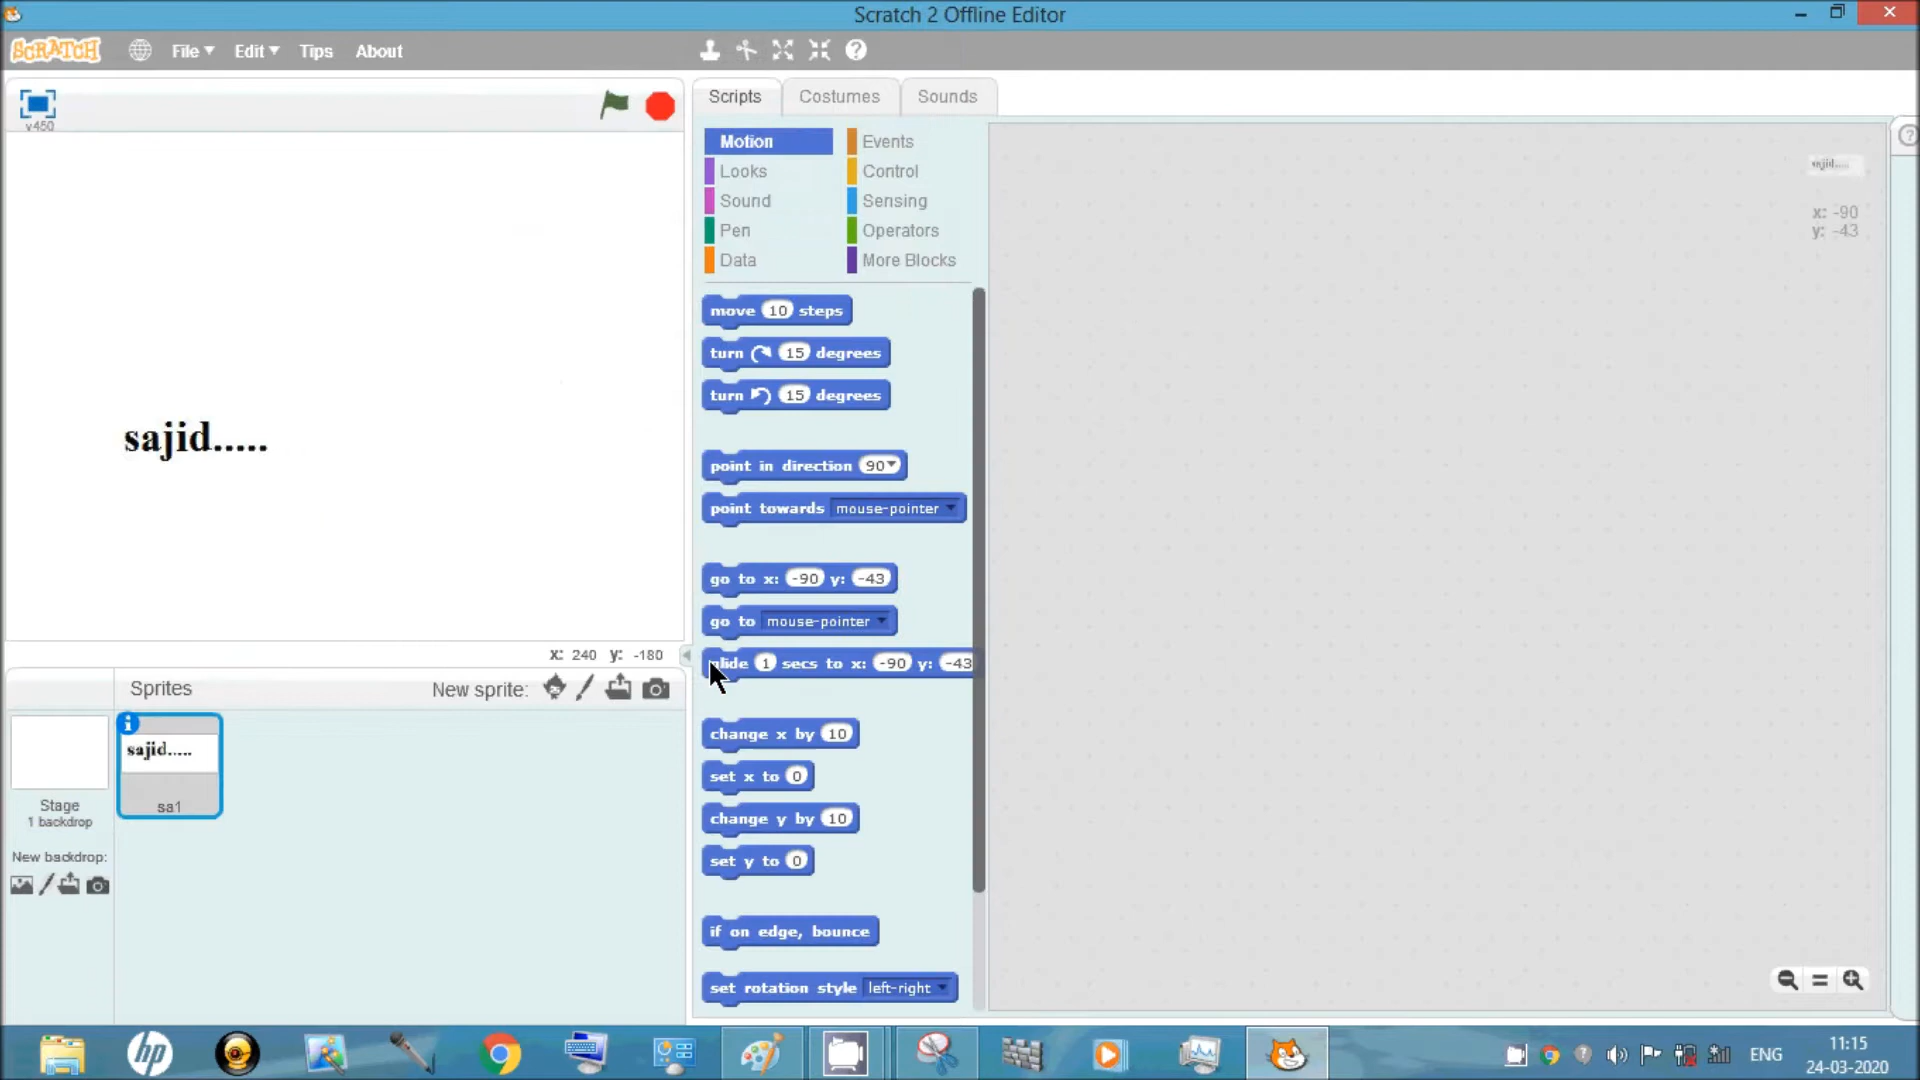 Scratch 2 Offline Editor
SCRATCH File Edit Tips About
v450
Scripts Costumes Sounds
Motion Events
Looks Control
Sound Sensing
Pen Operators
Data More Blocks
sajid.....
x: -90
y: -43
move 10 steps
turn 15 degrees
turn 15 degrees
point in direction 90
point towards mouse-pointer
go to x: -90 y: -43
go to mouse-pointer
glide 1 secs to x: -90 y: -43
change x by 10
set x to 0
change y by 10
set y to 0
if on edge, bounce
set rotation style left-right
sajid.....
x: 240 y: -180
Sprites New sprite:
sajid.....
sa1
Stage
1 backdrop
New backdrop:
hp
ENG
11:15
24-03-2020